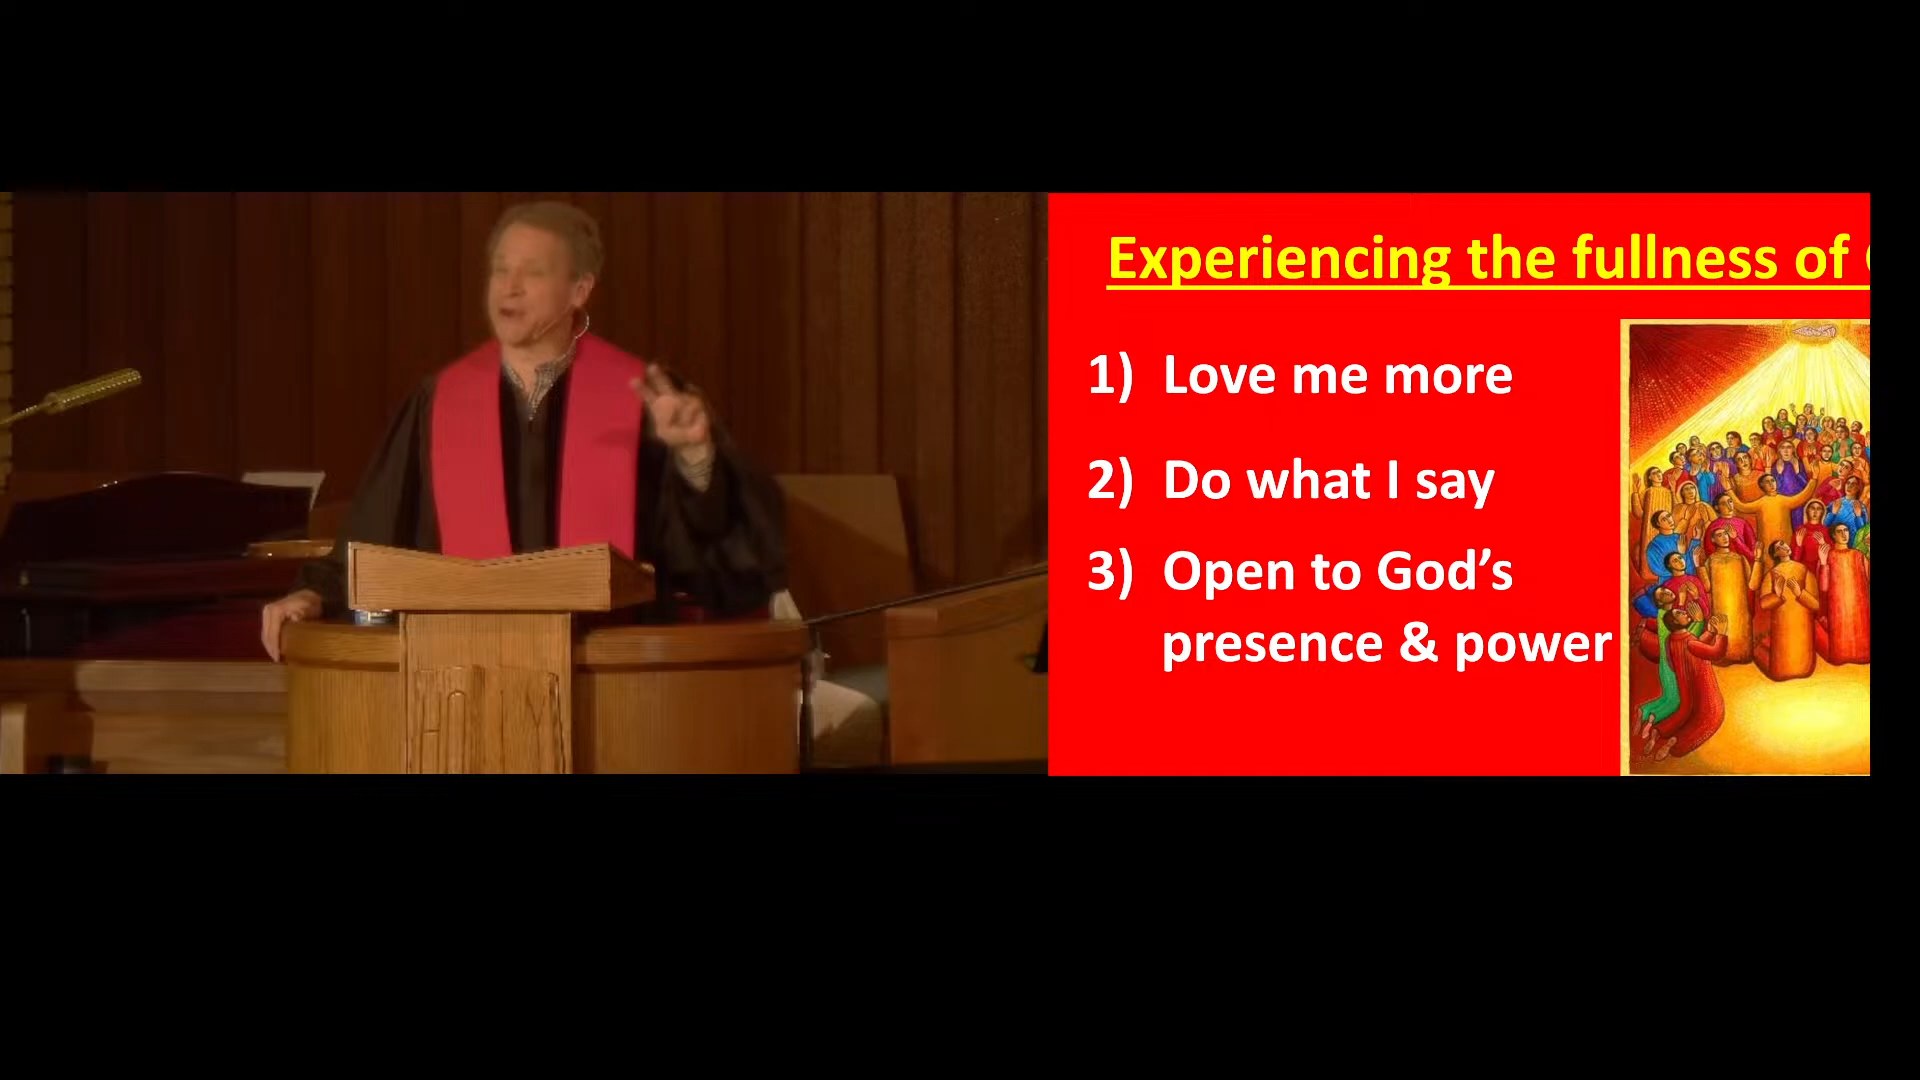 Experiencing the fullness of
1) Love me more
2) Do what I say
3) Open to God’s
presence & power